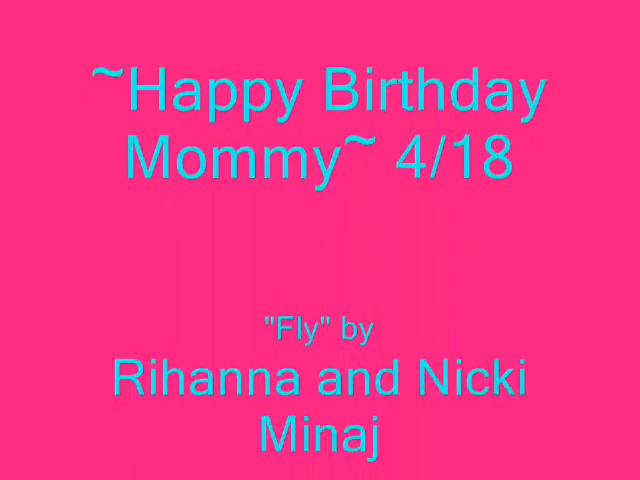 ~Happy Birthday
Mommy~ 4/18
"Fly" by
Rihanna and Nicki
Minaj